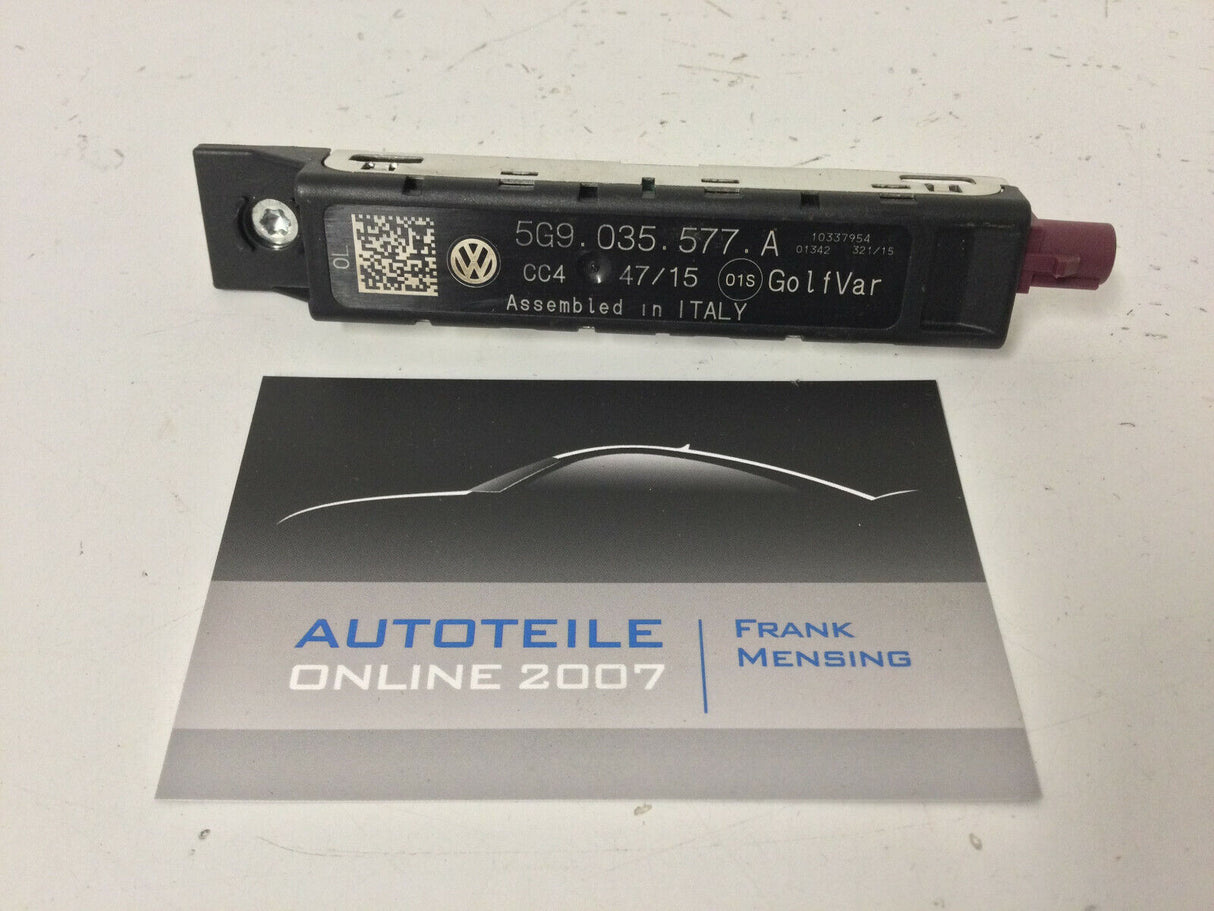 OL
5G9.035.577.A
10337954
01342 321/15
CC4 47/15 01S GolfVar
Assembled in ITALY
AUTOTEILE
ONLINE 2007
FRANK
MENSING